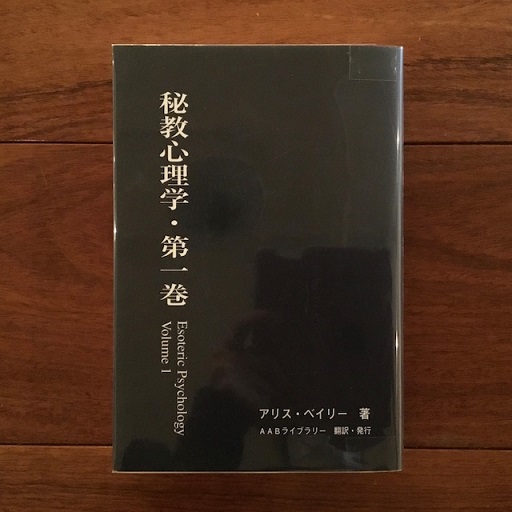 秘教心理学・第一巻
Esoteric Psychology
Volume 1
アリス・ベイリー 著
AABライブラリー 翻訳・発行